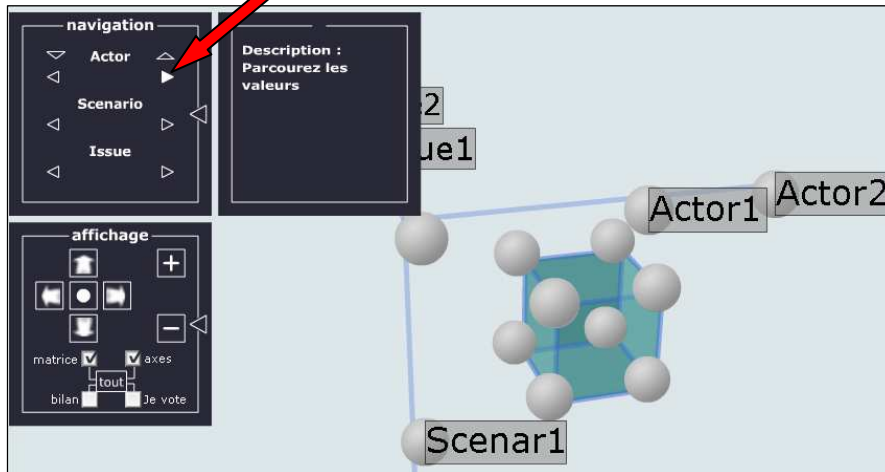 navigation
Actor
Scenario
Issue
Description :
Parcourez les
valeurs
2
ue1
Actor1
Actor2
affichage
matrice
axes
tout
bilan
Je vote
Scenar1